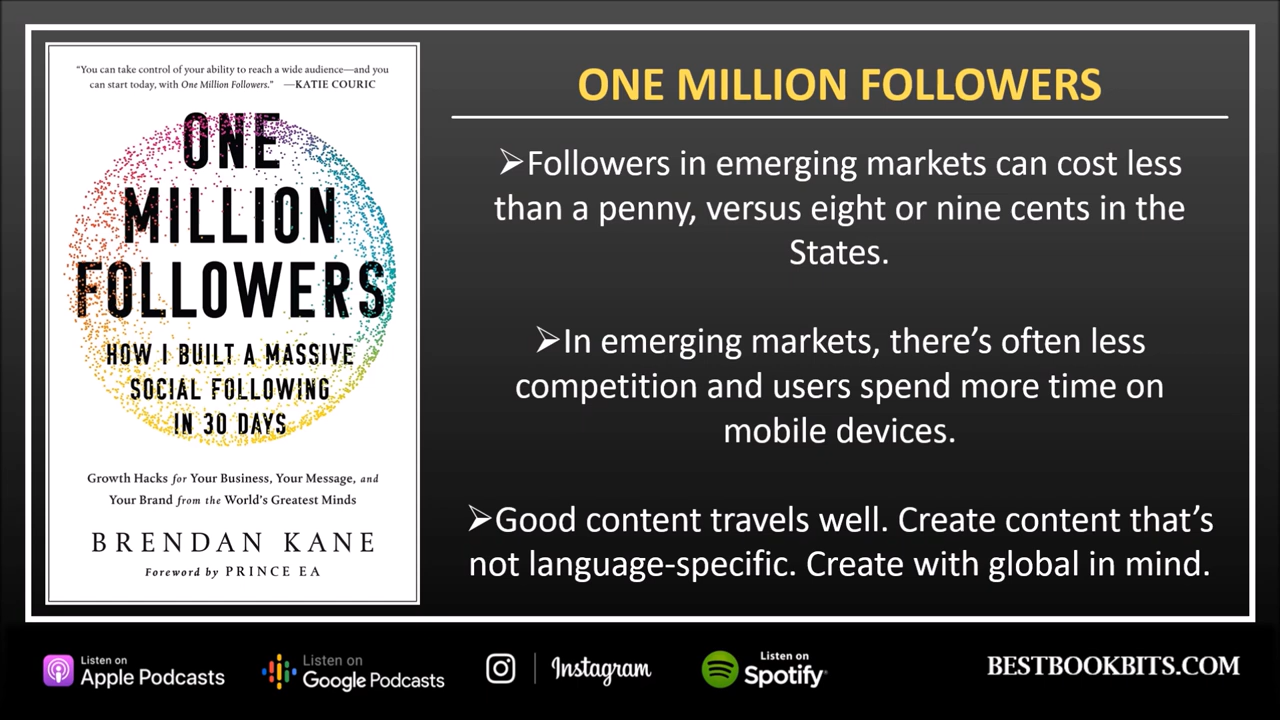 “You can take control of your ability to reach a wide audience—and you
can start today, with One Million Followers.” —KATIE COURIC
ONE
MILLION
FOLLOWERS
HOW I BUILT A MASSIVE
SOCIAL FOLLOWING
IN 30 DAYS
Growth Hacks for Your Business, Your Message, and
Your Brand from the World’s Greatest Minds
BRENDAN KANE
Foreword by PRINCE EA
ONE MILLION FOLLOWERS
➢Followers in emerging markets can cost less
than a penny, versus eight or nine cents in the
States.
➢In emerging markets, there’s often less
competition and users spend more time on
mobile devices.
➢Good content travels well. Create content that’s
not language-specific. Create with global in mind.
Listen on
Apple Podcasts
Listen on
Google Podcasts
Instagram
Listen on
Spotify
BESTBOOKBITS.COM